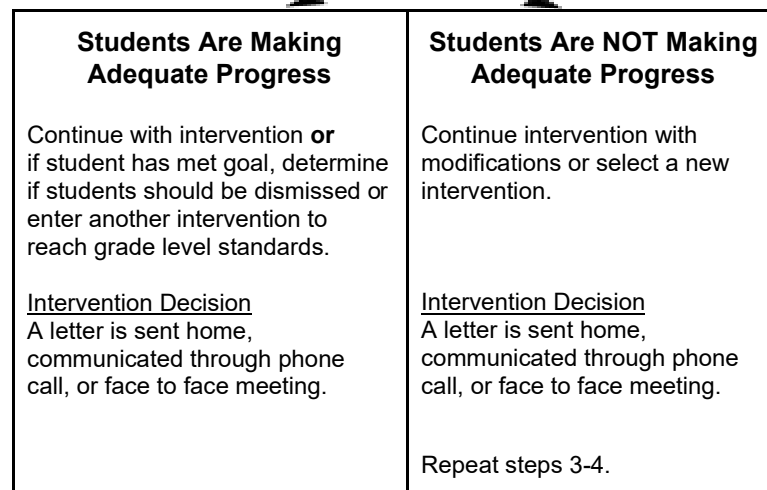 Students Are Making
Adequate Progress
Continue with intervention or
if student has met goal, determine
if students should be dismissed or
enter another intervention to
reach grade level standards.
Intervention Decision
A letter is sent home,
communicated through phone
call, or face to face meeting.
Students Are NOT Making
Adequate Progress
Continue intervention with
modifications or select a new
intervention.
Intervention Decision
A letter is sent home,
communicated through phone
call, or face to face meeting.
Repeat steps 3-4.